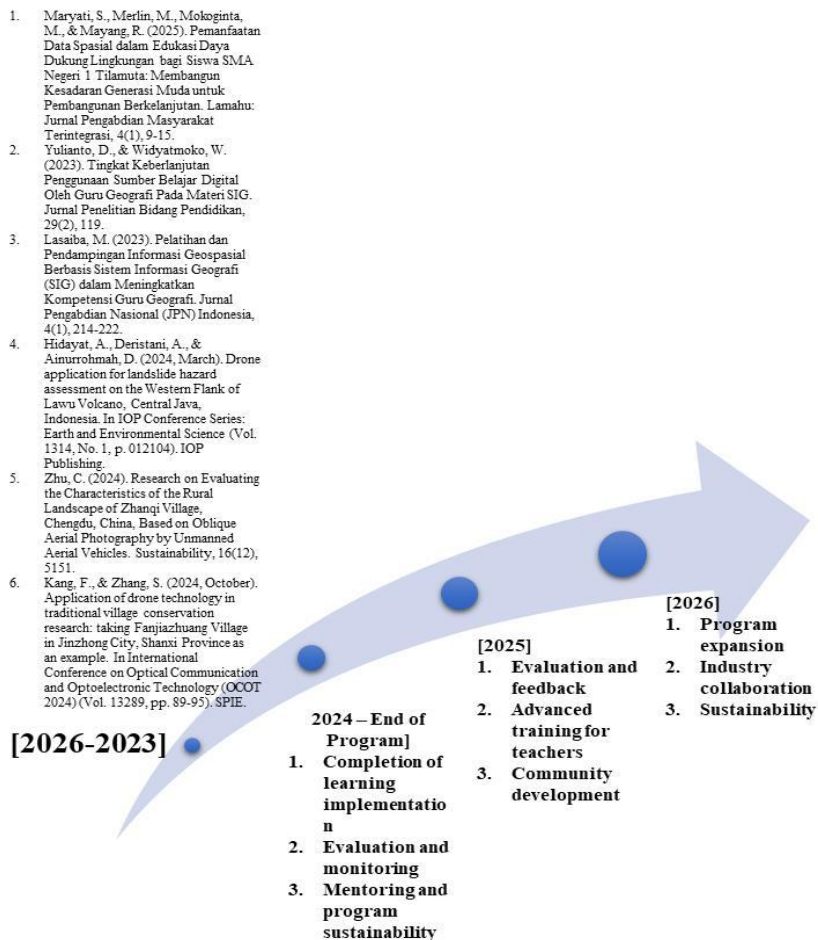 1. Maryati, S., Merlin, M., Mokoginta,
M., & Mayang, R. (2025). Pemanfaatan
Data Spasial dalam Edukasi Daya
Dukung Lingkungan bagi Siswa SMA
Negeri 1 Tilamuta: Membangun
Kesadaran Generasi Muda untuk
Pembangunan Berkelanjutan. Lamahu:
Jurnal Pengabdian Masyarakat
Terintegrasi, 4(1), 9-15.
2. Yulianto, D., & Widyatmoko, W.
(2023). Tingkat Keberlanjutan
Penggunaan Sumber Belajar Digital
Oleh Guru Geografi Pada Materi SIG.
Jurnal Penelitian Bidang Pendidikan,
29(2), 119.
3. Lasaiba, M. (2023). Pelatihan dan
Pendampingan Informasi Geospasial
Berbasis Sistem Informasi Geografi
(SIG) dalam Meningkatkan
Kompetensi Guru Geografi. Jurnal
Pengabdian Nasional (JPN) Indonesia,
4(1), 214-222.
4. Hidayat, A., Deristani, A., &
Ainurrohmah, D. (2024, March). Drone
application for landslide hazard
assessment on the Western Flank of
Lawu Volcano, Central Java,
Indonesia. In IOP Conference Series:
Earth and Environmental Science (Vol.
1314, No. 1, p. 012104). IOP
Publishing.
5. Zhu, C. (2024). Research on Evaluating
the Characteristics of the Rural
Landscape of Zhanqi Village,
Chengdu, China, Based on Oblique
Aerial Photography by Unmanned
Aerial Vehicles. Sustainability, 16(12),
5151.
6. Kang, F., & Zhang, S. (2024, October).
Application of drone technology in
traditional village conservation
research: taking Fanjiazhuang Village
in Jinzhong City, Shanxi Province as
an example. In International
Conference on Optical Communication
and Optoelectronic Technology (OCOT
2024) (Vol. 13289, pp. 89-95). SPIE.
[2026-2023]
2024 – End of
Program]
1. Completion of
learning
implementatio
n
2. Evaluation and
monitoring
3. Mentoring and
program
sustainability
[2025]
1. Evaluation and
feedback
2. Advanced
training for
teachers
3. Community
development
[2026]
1. Program
expansion
2. Industry
collaboration
3. Sustainability